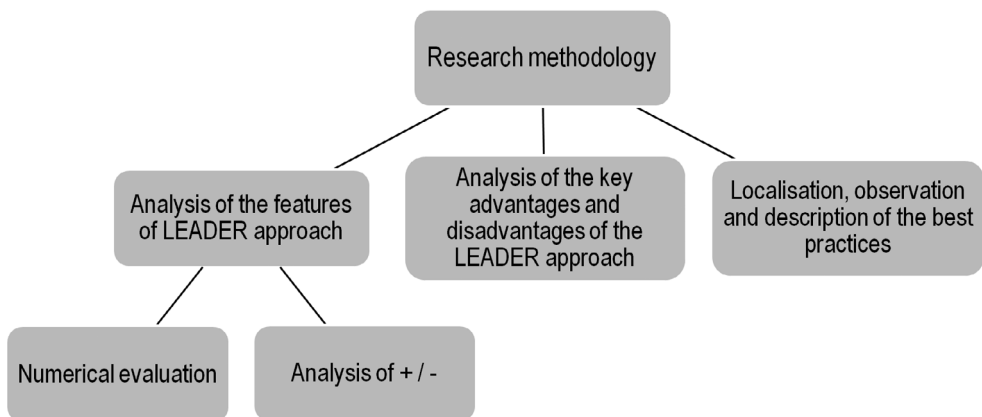 Research methodology
Analysis of the features
of LEADER approach
Analysis of the key
advantages and
disadvantages of the
LEADER approach
Localisation, observation
and description of the best
practices
Numerical evaluation
Analysis of + / -